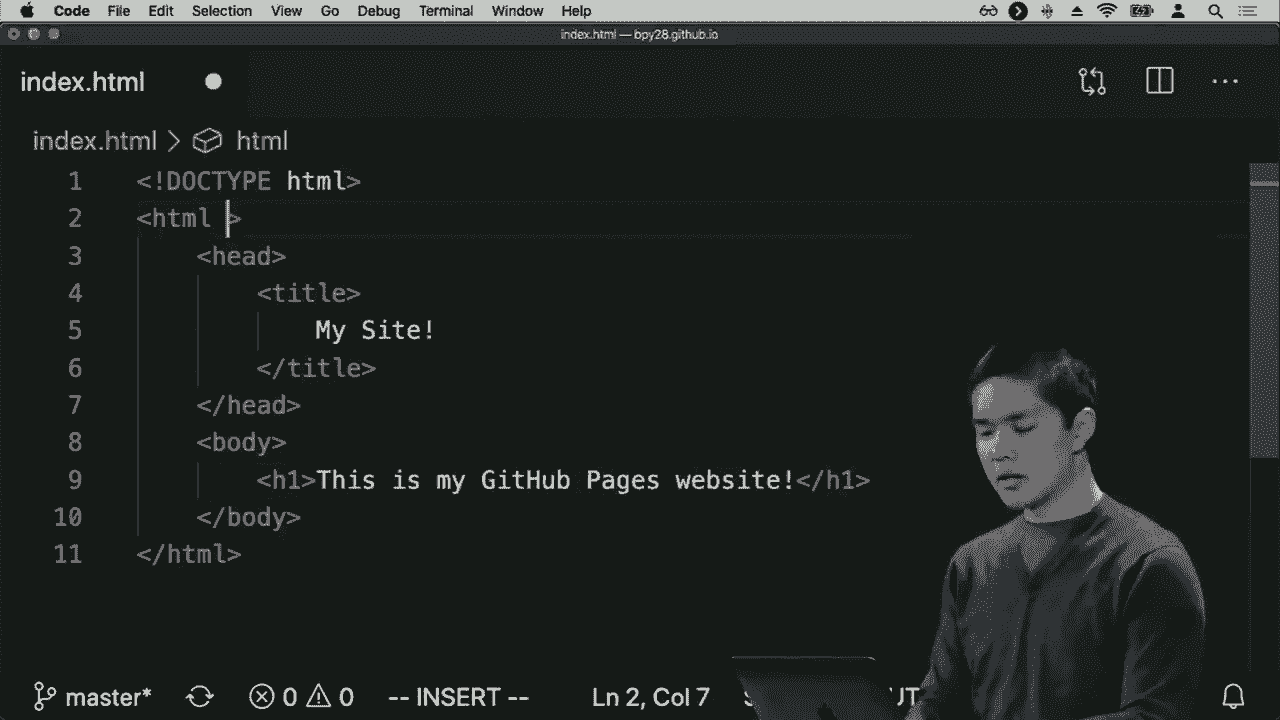 Code File Edit Selection View Go Debug Terminal Window Help
index.html — bpy28.github.io
index.html
index.html > html
1 <!DOCTYPE html>
2 <html >
3 <head>
4 <title>
5 My Site!
6 </title>
7 </head>
8 <body>
9 <h1>This is my GitHub Pages website!</h1>
10 </body>
11 </html>
master* 0 0 -- INSERT -- Ln 2, Col 7